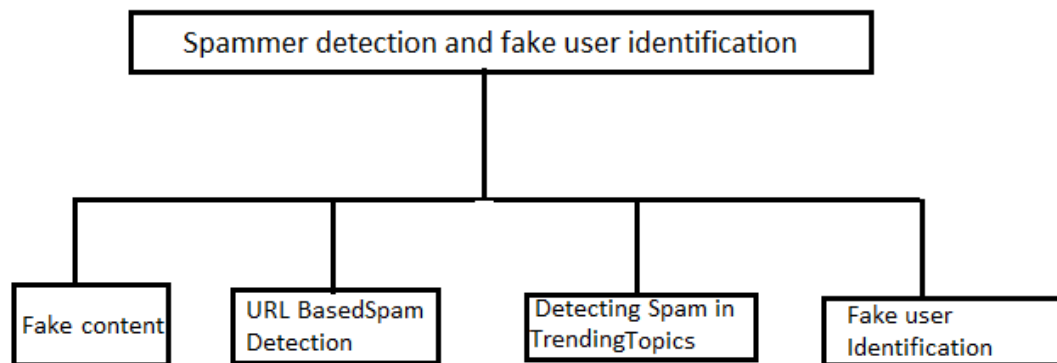 Spammer detection and fake user identification
Fake content
URL BasedSpam
Detection
Detecting Spam in
TrendingTopics
Fake user
Identification